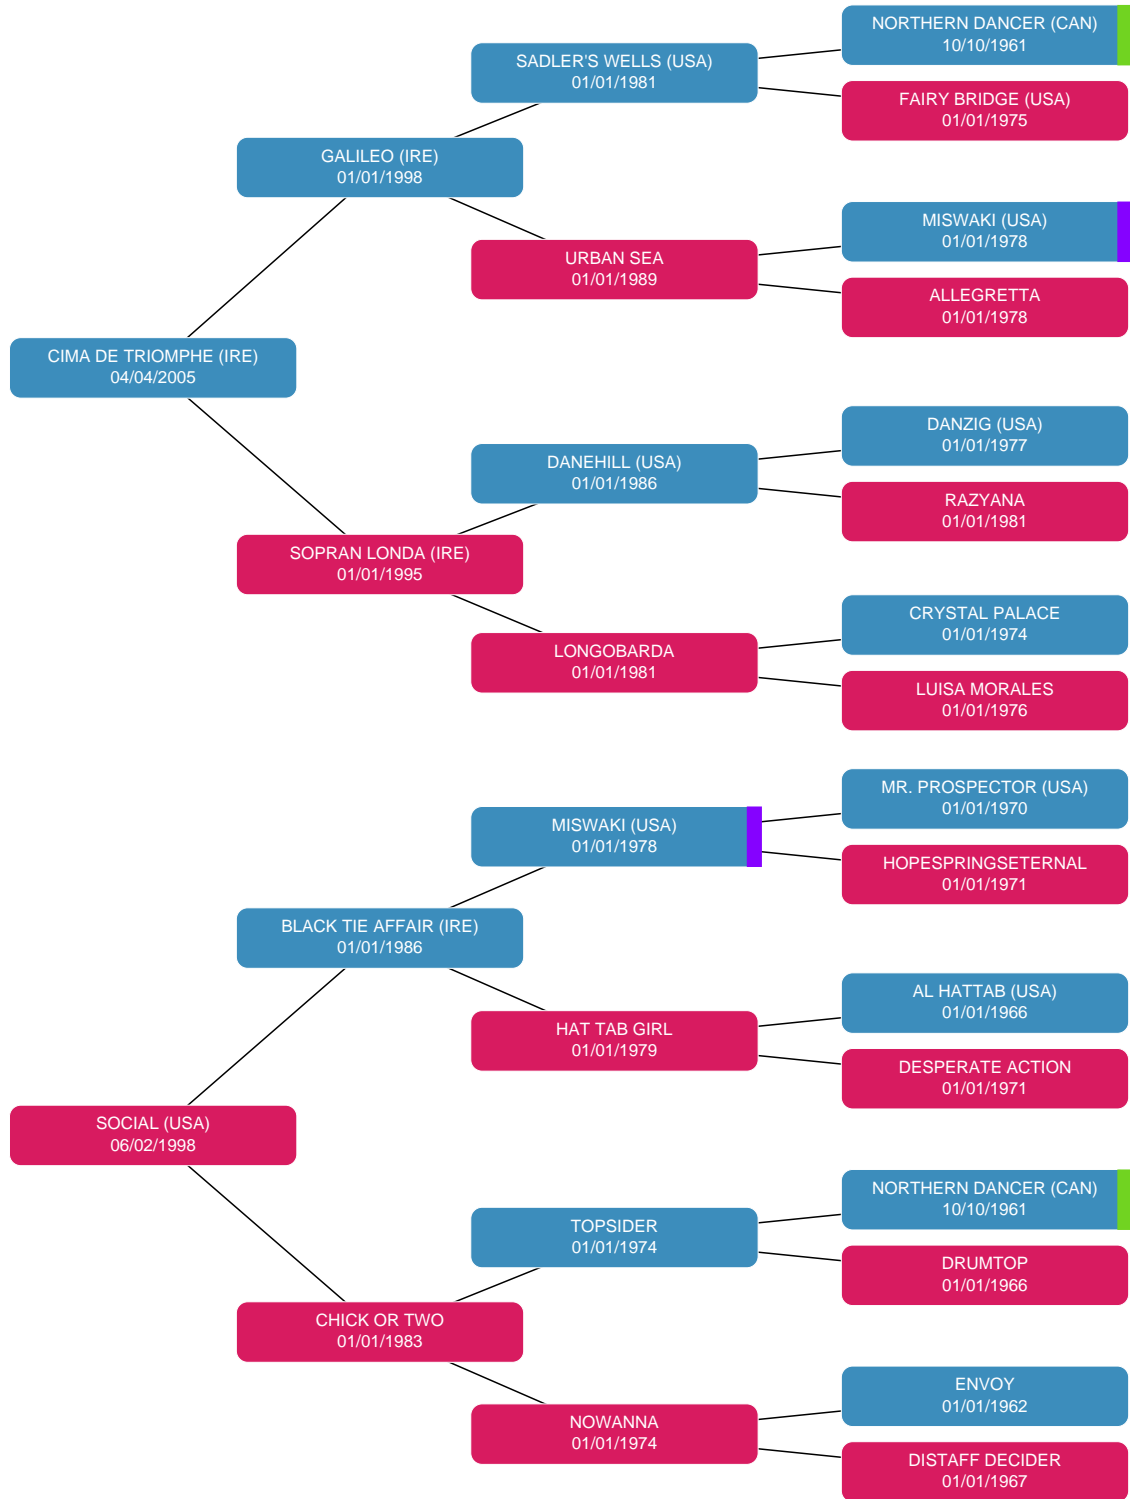 NORTHERN DANCER (CAN)
10/10/1961
SADLER'S WELLS (USA)
01/01/1981
FAIRY BRIDGE (USA)
01/01/1975
GALILEO (IRE)
01/01/1998
MISWAKI (USA)
01/01/1978
URBAN SEA
01/01/1989
ALLEGRETTA
01/01/1978
CIMA DE TRIOMPHE (IRE)
04/04/2005
DANZIG (USA)
01/01/1977
DANEHILL (USA)
01/01/1986
RAZYANA
01/01/1981
SOPRAN LONDA (IRE)
01/01/1995
CRYSTAL PALACE
01/01/1974
LONGOBARDA
01/01/1981
LUISA MORALES
01/01/1976
MR. PROSPECTOR (USA)
01/01/1970
MISWAKI (USA)
01/01/1978
HOPESPRINGSETERNAL
01/01/1971
BLACK TIE AFFAIR (IRE)
01/01/1986
AL HATTAB (USA)
01/01/1966
HAT TAB GIRL
01/01/1979
DESPERATE ACTION
01/01/1971
SOCIAL (USA)
06/02/1998
NORTHERN DANCER (CAN)
10/10/1961
TOPSIDER
01/01/1974
DRUMTOP
01/01/1966
CHICK OR TWO
01/01/1983
ENVOY
01/01/1962
NOWANNA
01/01/1974
DISTAFF DECIDER
01/01/1967